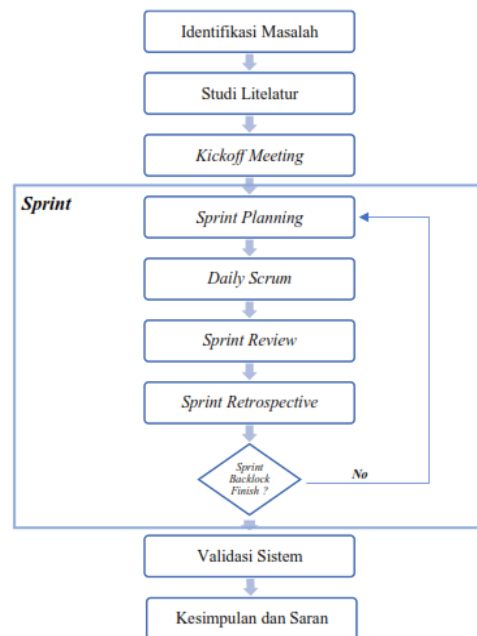 Identifikasi Masalah
Studi Litelatur
Kickoff Meeting
Sprint
Sprint Planning
Daily Scrum
Sprint Review
Sprint Retrospective
Sprint
Backlock
Finish ?
No
Validasi Sistem
Kesimpulan dan Saran